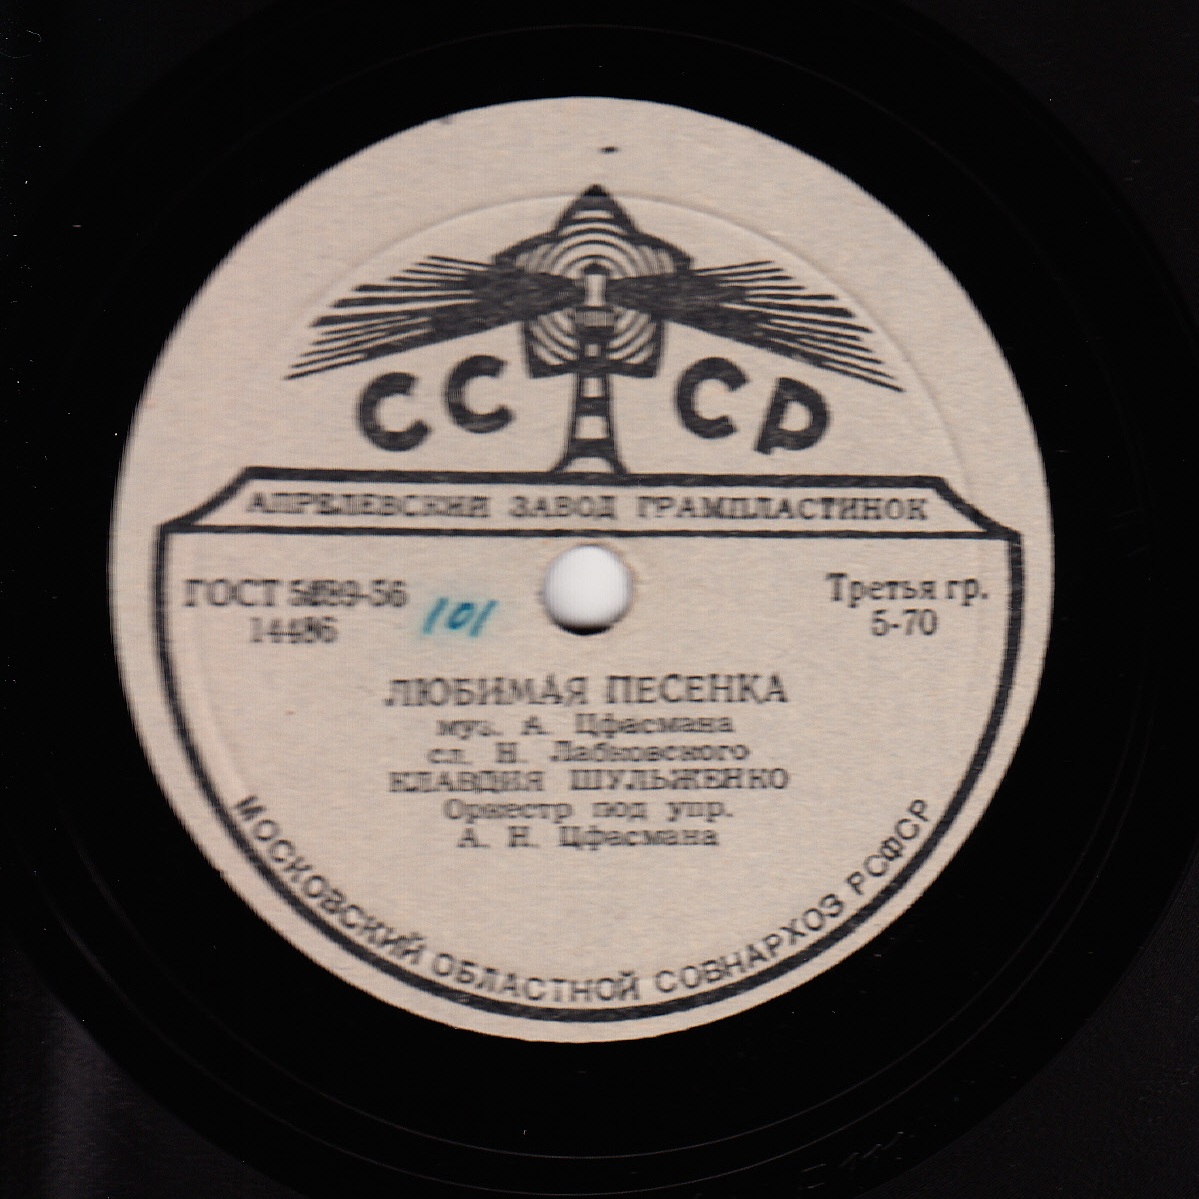 СССР
АПРЕЛЕВСКИЙ ЗАВОД ГРАМПЛАСТИНОК
ГОСТ 5289-56
14486
101
Третья гр.
5-70
ЛЮБИМАЯ ПЕСЕНКА
муз. А. Цфасмана
сл. Н. Лабковского
КЛАВДИЯ ШУЛЬЖЕНКО
Оркестр под упр.
А. Н. Цфасмана
МОСКОВСКИЙ ОБЛАСТНОЙ СОВНАРХОЗ РСФСР